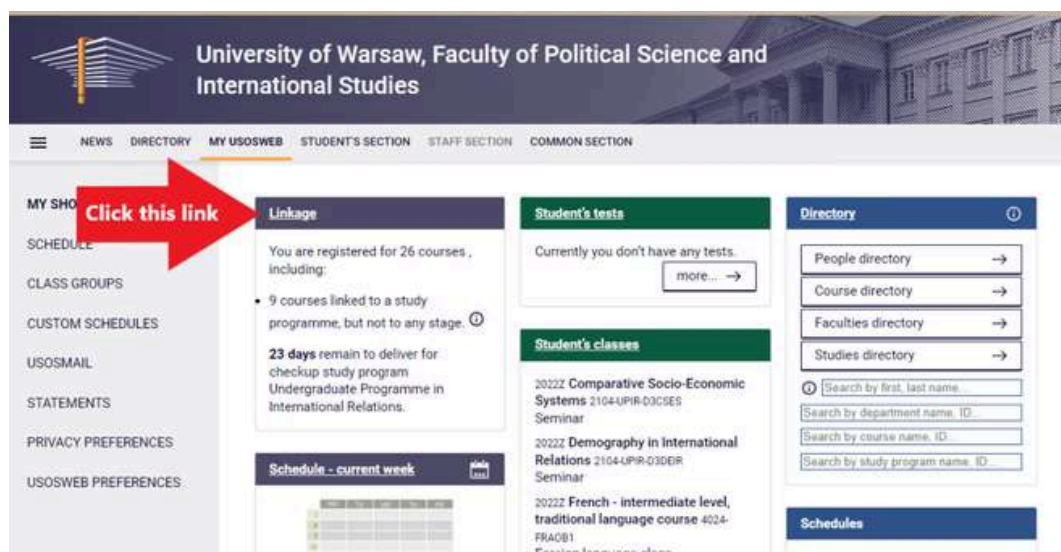 University of Warsaw, Faculty of Political Science and
International Studies
NEWS DIRECTORY MY USOSWEB STUDENT'S SECTION STAFF SECTION COMMON SECTION
MY SHO
Click this link
SCHEDULE
CLASS GROUPS
CUSTOM SCHEDULES
USOSMAIL
STATEMENTS
PRIVACY PREFERENCES
USOSWEB PREFERENCES
Linkage
You are registered for 26 courses ,
including:
• 9 courses linked to a study
programme, but not to any stage.
23 days remain to deliver for
checkup study program
Undergraduate Programme in
International Relations.
Schedule - current week
Student's tests
Currently you don't have any tests.
more... →
Student's classes
2022Z Comparative Socio-Economic
Systems 2104-UPIR-D3CSES
Seminar
2022Z Demography in International
Relations 2104-UPIR-D3DEIR
Seminar
2022Z French - intermediate level,
traditional language course 4024-
FRAOB1
Foreign language class
Directory
People directory →
Course directory →
Faculties directory →
Studies directory →
Search by first, last name...
Search by department name, ID...
Search by course name, ID...
Search by study program name, ID...
Schedules